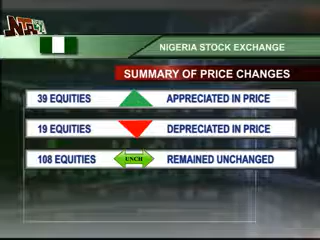 NTA
NIGERIA STOCK EXCHANGE
SUMMARY OF PRICE CHANGES
39 EQUITIES APPRECIATED IN PRICE
19 EQUITIES DEPRECIATED IN PRICE
108 EQUITIES UNCH REMAINED UNCHANGED